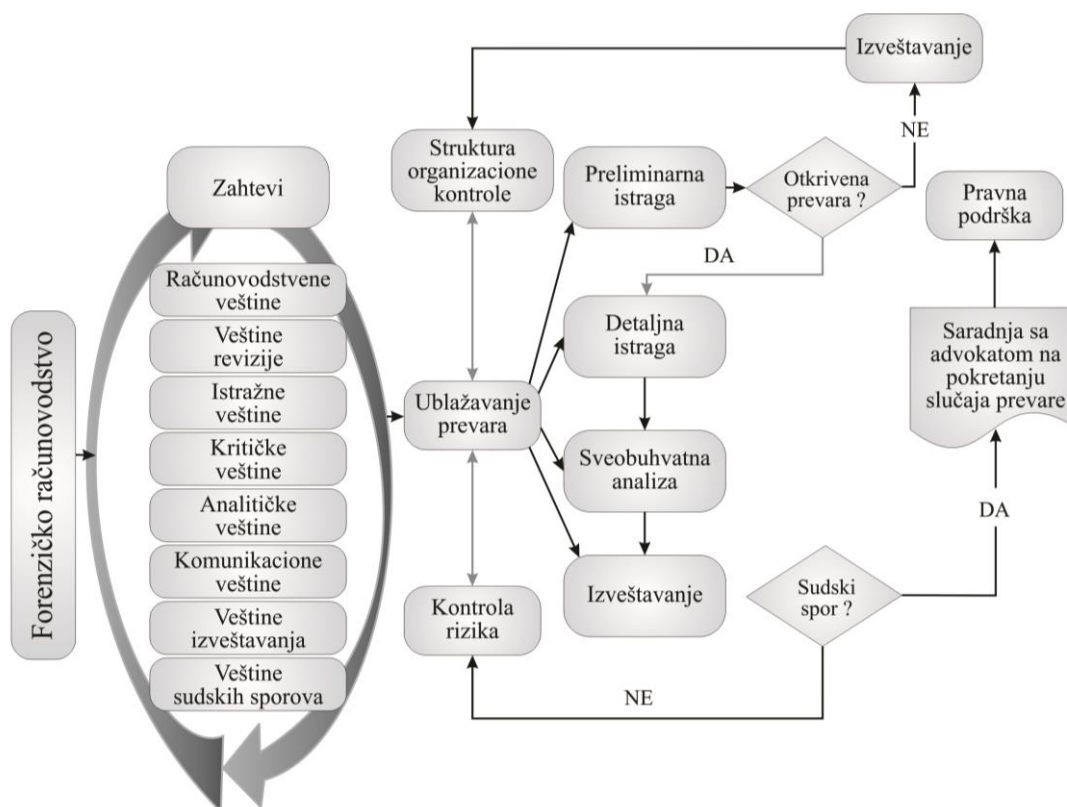 Forenzičko računovodstvo
Zahtevi
Računovodstvene
veštine
Veštine
revizije
Istražne
veštine
Kritičke
veštine
Analitičke
veštine
Komunikacione
veštine
Veštine
izveštavanja
Veštine
sudskih sporova
Struktura
organizacione
kontrole
Ublažavanje
prevara
Kontrola
rizika
Preliminarna
istraga
Otkrivena
prevara ?
NE
Izveštavanje
DA
Detaljna
istraga
Sveobuhvatna
analiza
Izveštavanje
Sudski
spor ?
NE
DA
Saradnja sa
advokatom na
pokretanju
slučaja prevare
Pravna
podrška